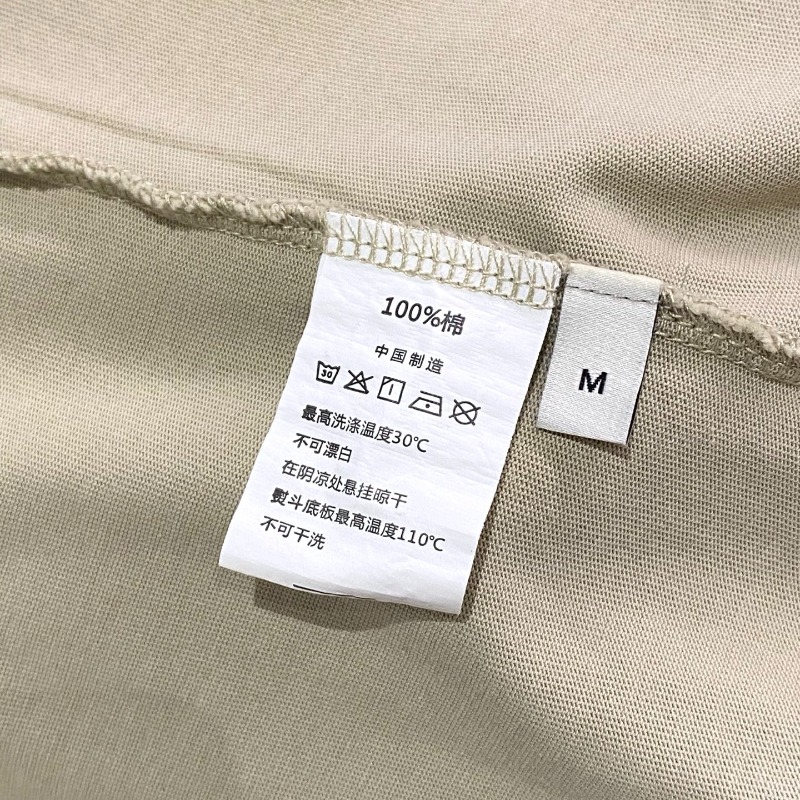 100%棉
中国制造
30
最高洗涤温度30℃
不可漂白
在阴凉处悬挂晾干
熨斗底板最高温度110℃
不可干洗
M